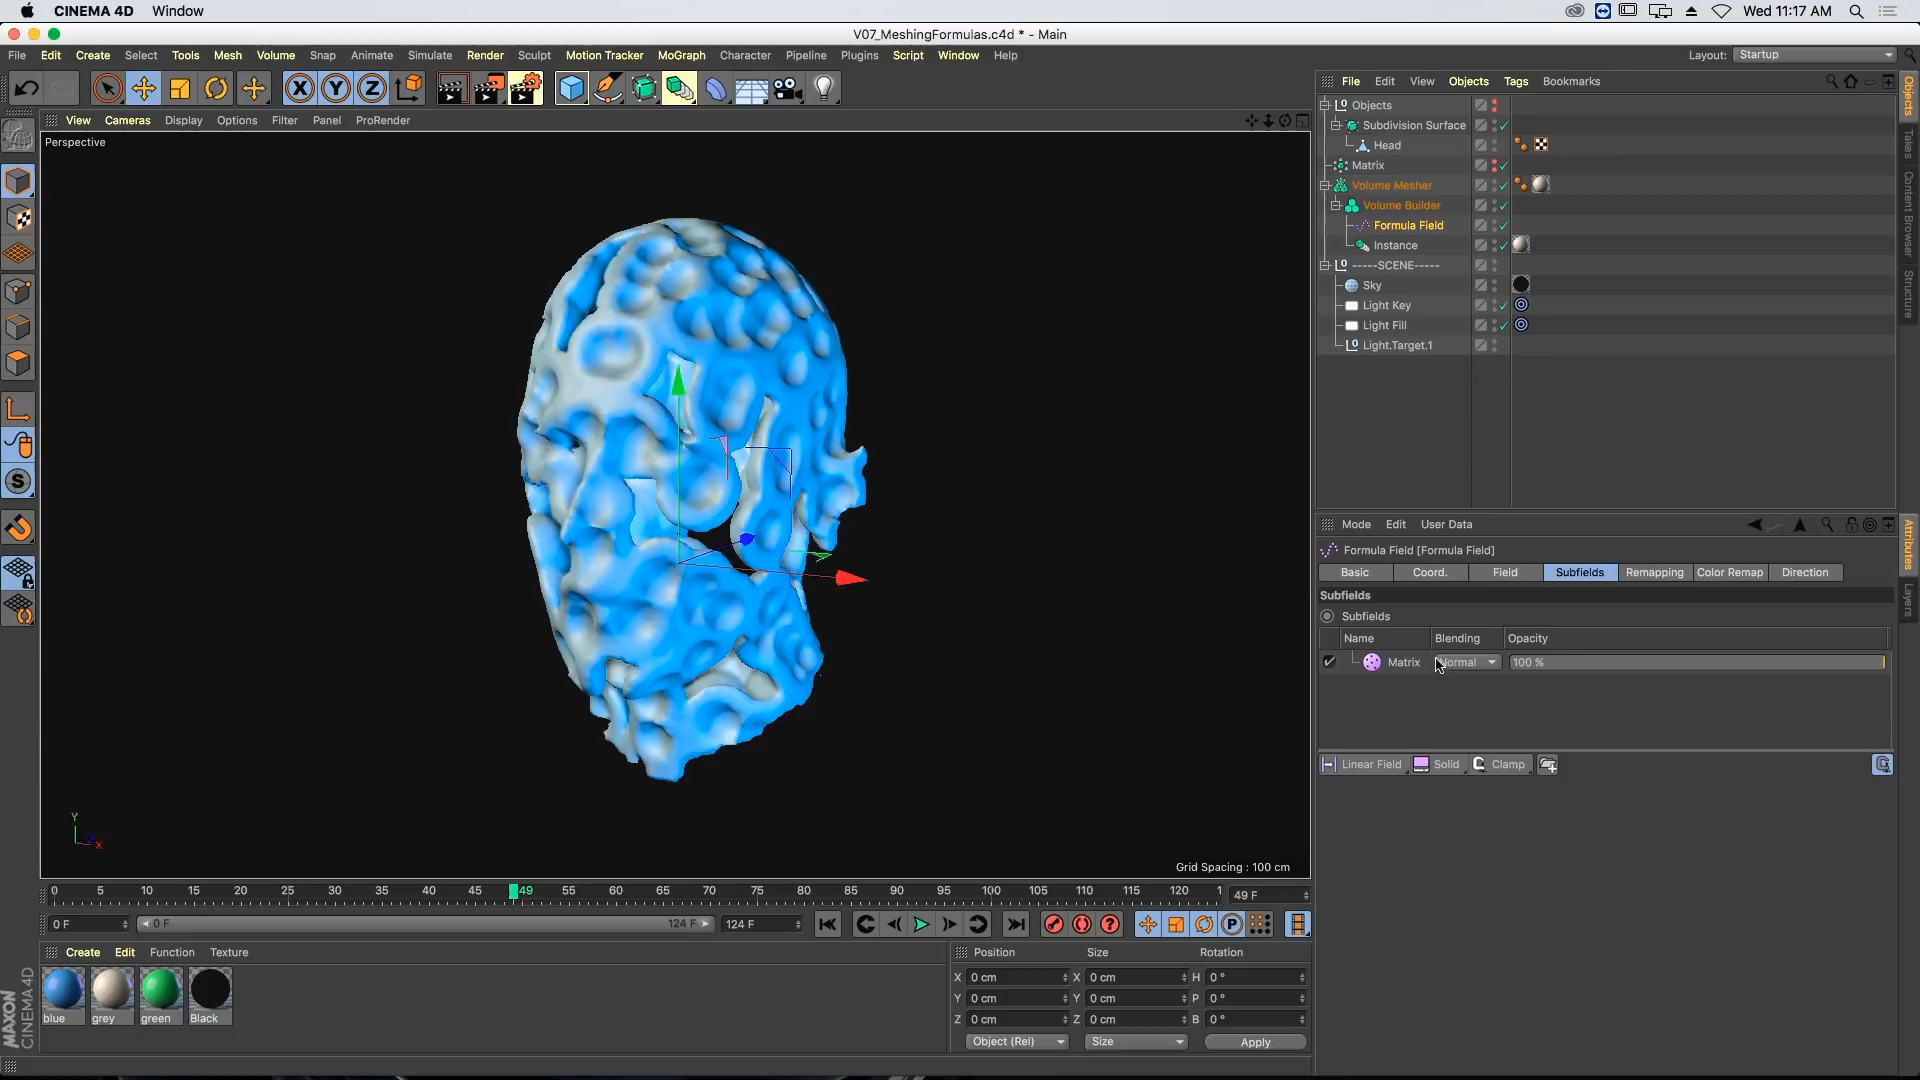 CINEMA 4D Window Wed 11:17 AM
V07_MeshingFormulas.c4d * - Main
File Edit Create Select Tools Mesh Volume Snap Animate Simulate Render Sculpt Motion Tracker MoGraph Character Pipeline Plugins Script Window Help Layout: Startup
X Y Z
File Edit View Objects Tags Bookmarks
View Cameras Display Options Filter Panel ProRender
Perspective
Objects
Subdivision Surface
Head
Matrix
Volume Mesher
Volume Builder
Formula Field
Instance
-----SCENE-----
Sky
Light Key
Light Fill
Light.Target.1
Objects
Takes
Content Browser
Structure
Mode Edit User Data
Formula Field [Formula Field]
Basic Coord. Field Subfields Remapping Color Remap Direction
Subfields
Subfields
Name Blending Opacity
Matrix Normal 100 %
Linear Field Solid Clamp
Attributes
Layers
Y
X
Grid Spacing : 100 cm
0 5 10 15 20 25 30 35 40 45 49 55 60 65 70 75 80 85 90 95 100 105 110 115 120 1 49 F
0 F 0 F 124 F 124 F
Create Edit Function Texture
blue grey green Black
Position Size Rotation
X 0 cm X 0 cm H 0 °
Y 0 cm Y 0 cm P 0 °
Z 0 cm Z 0 cm B 0 °
Object (Rel) Size Apply
MAXON
CINEMA 4D